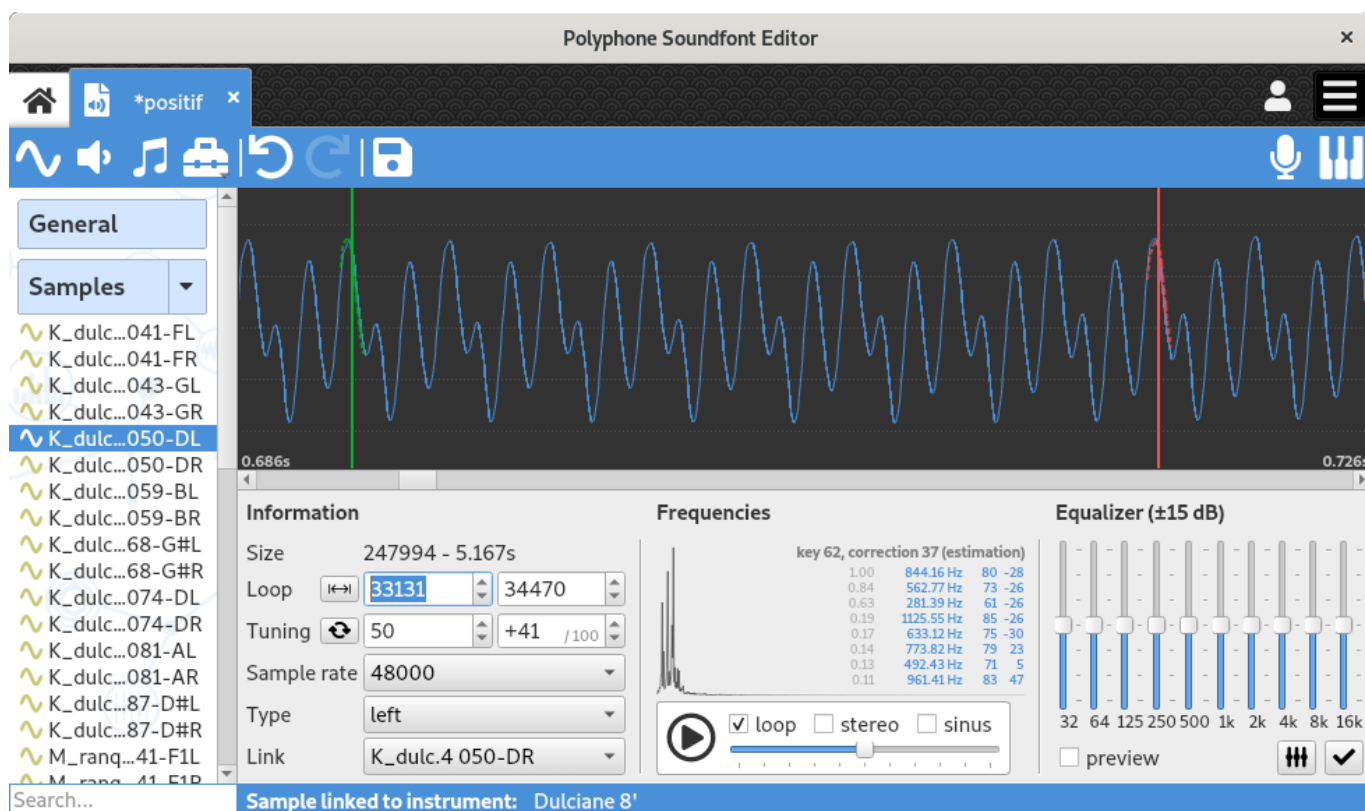 Polyphone Soundfont Editor
*positif
General
Samples
K_dulc...041-FL
K_dulc...041-FR
K_dulc...043-GL
K_dulc...043-GR
K_dulc...050-DL
K_dulc...050-DR
K_dulc...059-BL
K_dulc...059-BR
K_dulc...68-G#L
K_dulc...68-G#R
K_dulc...074-DL
K_dulc...074-DR
K_dulc...081-AL
K_dulc...081-AR
K_dulc...87-D#L
K_dulc...87-D#R
M_rang...41-F1L
M_rang...41-F1R
Search...
0.686s 0.726s
Information
Size 247994 - 5.167s
Loop 33131 34470
Tuning 50 +41 /100
Sample rate 48000
Type left
Link K_dulc.4 050-DR
Frequencies
key 62, correction 37 (estimation)
1.00 844.16 Hz 80 -28
0.84 562.77 Hz 73 -26
0.63 281.39 Hz 61 -26
0.19 1125.55 Hz 85 -26
0.17 633.12 Hz 75 -30
0.14 773.82 Hz 79 23
0.13 492.43 Hz 71 5
0.11 961.41 Hz 83 47
loop stereo sinus
Equalizer (±15 dB)
32 64 125 250 500 1k 2k 4k 8k 16k
preview
Sample linked to instrument: Dulciane 8'